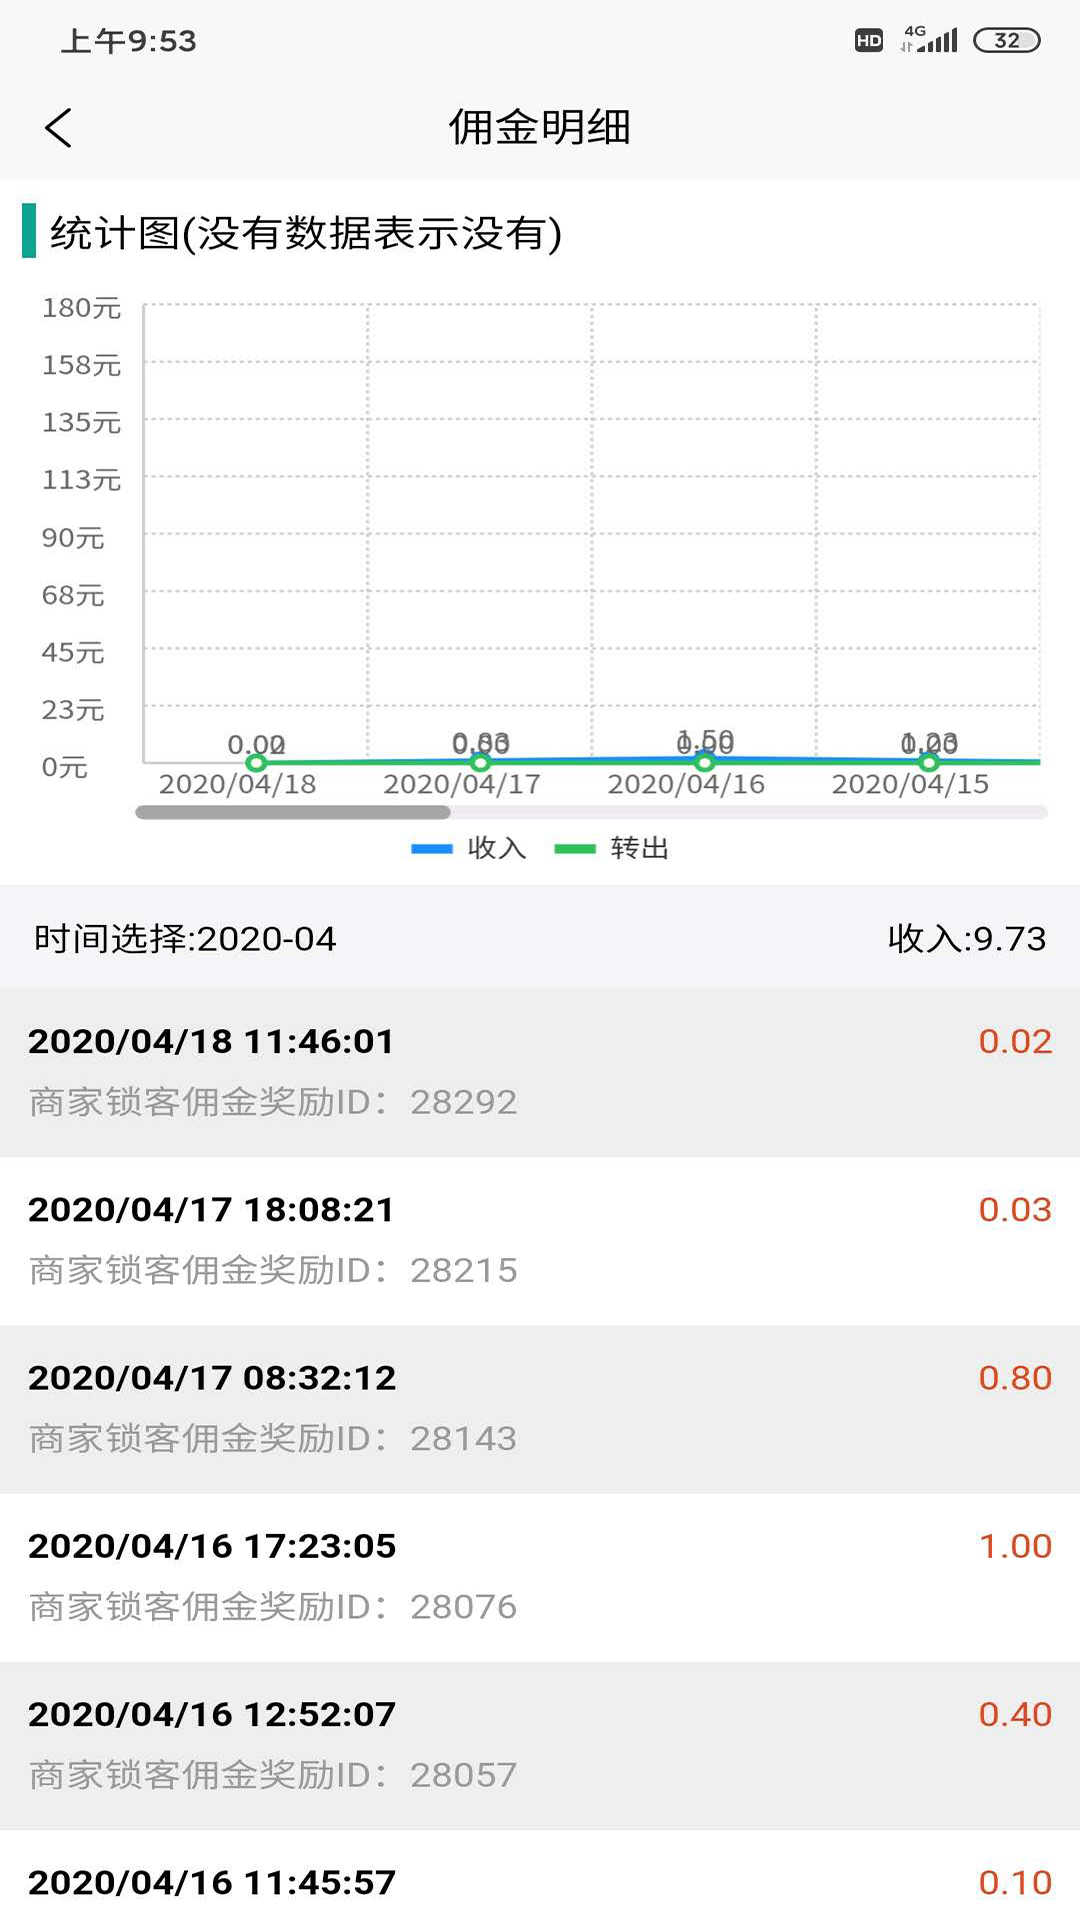 上午9:53
HD 4G 32
佣金明细
统计图(没有数据表示没有)
180元
158元
135元
113元
90元
68元
45元
23元
0元
2020/04/18 2020/04/17 2020/04/16 2020/04/15
收入 转出
时间选择:2020-04 收入:9.73
2020/04/18 11:46:01 0.02
商家锁客佣金奖励ID：28292
2020/04/17 18:08:21 0.03
商家锁客佣金奖励ID：28215
2020/04/17 08:32:12 0.80
商家锁客佣金奖励ID：28143
2020/04/16 17:23:05 1.00
商家锁客佣金奖励ID：28076
2020/04/16 12:52:07 0.40
商家锁客佣金奖励ID：28057
2020/04/16 11:45:57 0.10